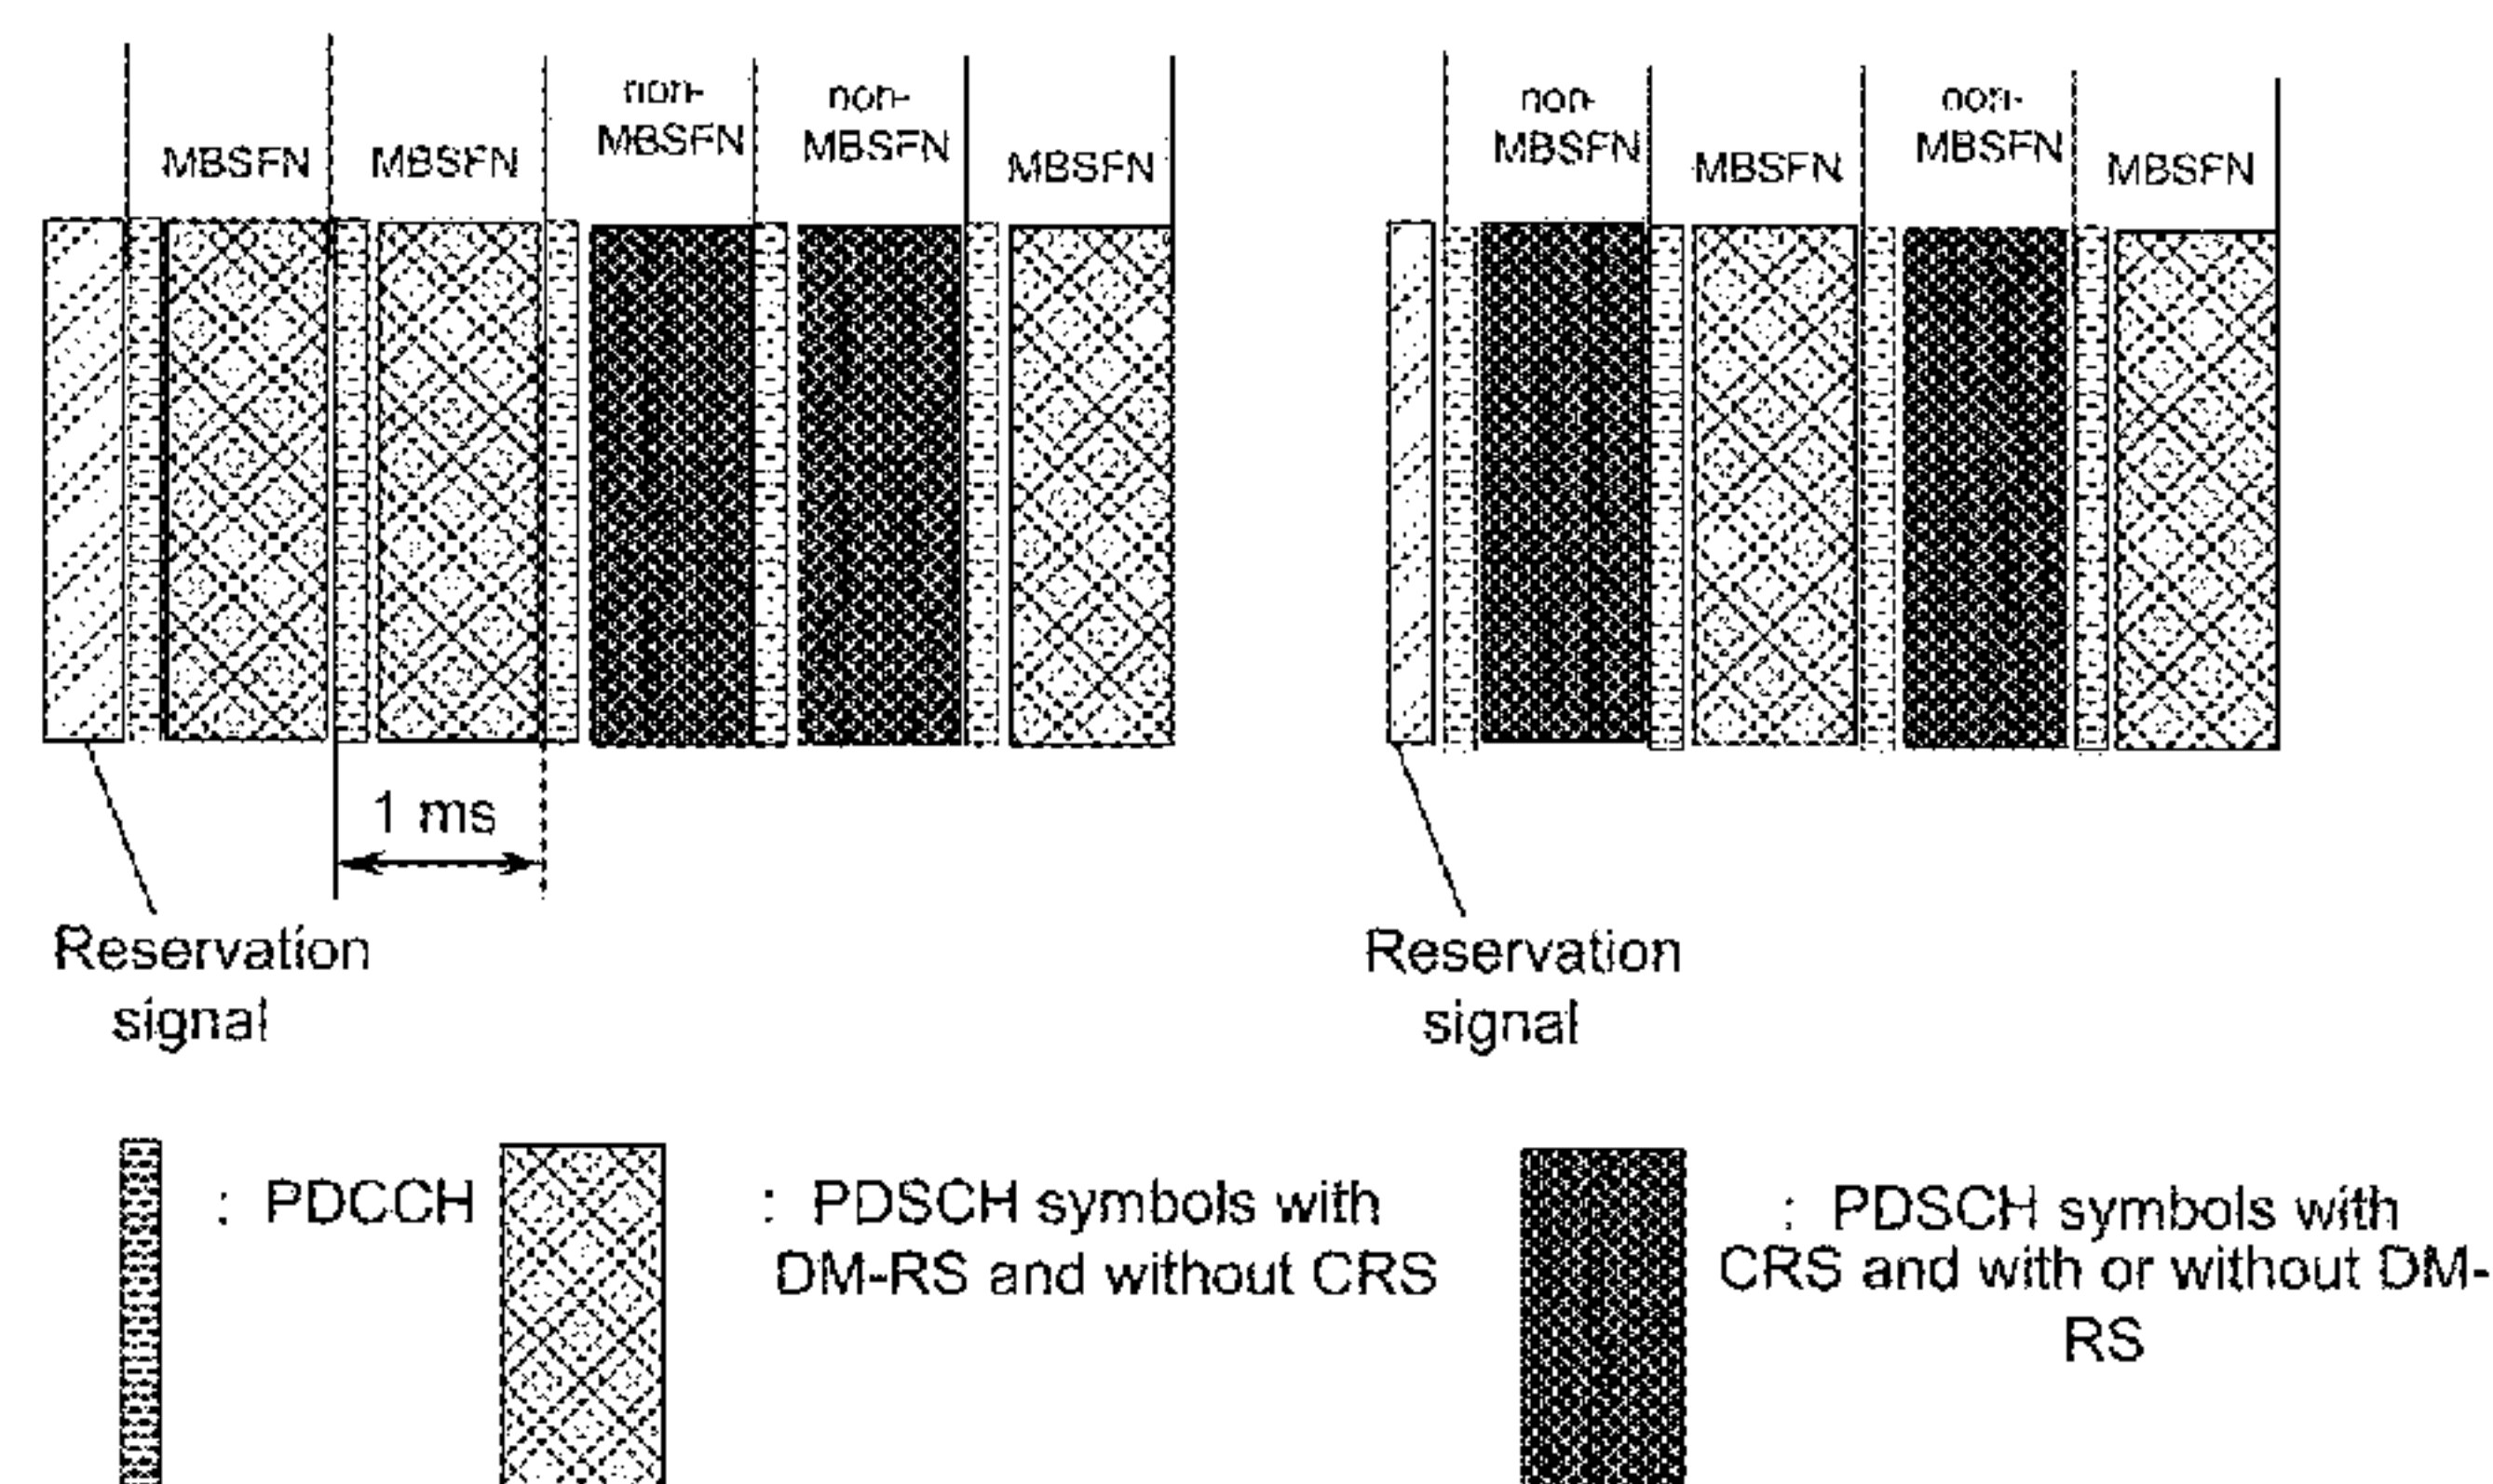 non-
MBSFN
non-
MBSFN
MBSFN
MBSFN
MBSFN
non-
MBSFN
non-
MBSFN
MBSFN
MBSFN
1 ms
Reservation
signal
Reservation
signal
: PDCCH
: PDSCH symbols with
DM-RS and without CRS
: PDSCH symbols with
CRS and with or without DM-
RS